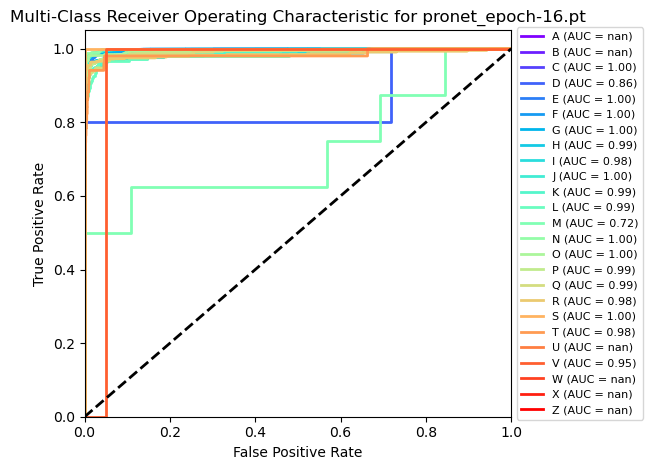 Multi-Class Receiver Operating Characteristic for pronet_epoch-16.pt
1.0
0.8
0.6
0.4
0.2
0.0
True Positive Rate
0.0 0.2 0.4 0.6 0.8 1.0
False Positive Rate
A (AUC = nan)
B (AUC = nan)
C (AUC = 1.00)
D (AUC = 0.86)
E (AUC = 1.00)
F (AUC = 1.00)
G (AUC = 1.00)
H (AUC = 0.99)
I (AUC = 0.98)
J (AUC = 1.00)
K (AUC = 0.99)
L (AUC = 0.99)
M (AUC = 0.72)
N (AUC = 1.00)
O (AUC = 1.00)
P (AUC = 0.99)
Q (AUC = 0.99)
R (AUC = 0.98)
S (AUC = 1.00)
T (AUC = 0.98)
U (AUC = nan)
V (AUC = 0.95)
W (AUC = nan)
X (AUC = nan)
Z (AUC = nan)